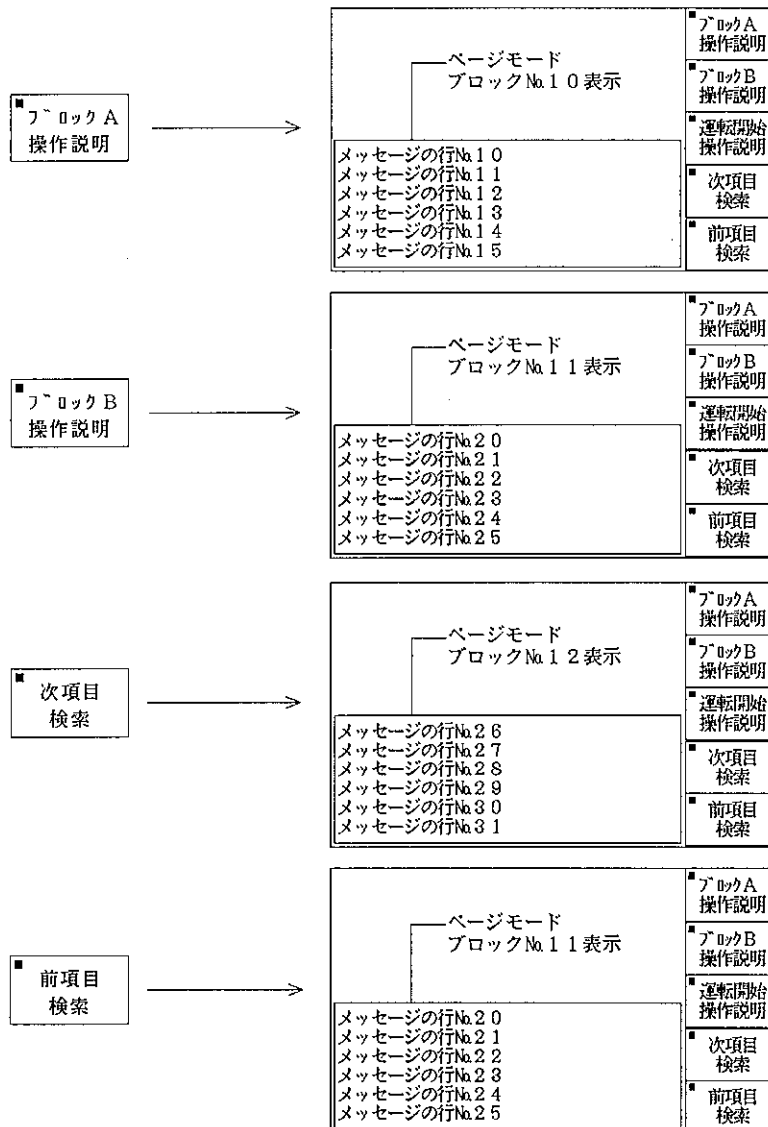 ブロックA
操作説明
ページモード
ブロックNo.10表示
メッセージの行No.10
メッセージの行No.11
メッセージの行No.12
メッセージの行No.13
メッセージの行No.14
メッセージの行No.15
ブロックA
操作説明
ブロックB
操作説明
運転開始
操作説明
次項目
検索
前項目
検索
ブロックB
操作説明
ページモード
ブロックNo.11表示
メッセージの行No.20
メッセージの行No.21
メッセージの行No.22
メッセージの行No.23
メッセージの行No.24
メッセージの行No.25
ブロックA
操作説明
ブロックB
操作説明
運転開始
操作説明
次項目
検索
前項目
検索
次項目
検索
ページモード
ブロックNo.12表示
メッセージの行No.26
メッセージの行No.27
メッセージの行No.28
メッセージの行No.29
メッセージの行No.30
メッセージの行No.31
ブロックA
操作説明
ブロックB
操作説明
運転開始
操作説明
次項目
検索
前項目
検索
前項目
検索
ページモード
ブロックNo.11表示
メッセージの行No.20
メッセージの行No.21
メッセージの行No.22
メッセージの行No.23
メッセージの行No.24
メッセージの行No.25
ブロックA
操作説明
ブロックB
操作説明
運転開始
操作説明
次項目
検索
前項目
検索